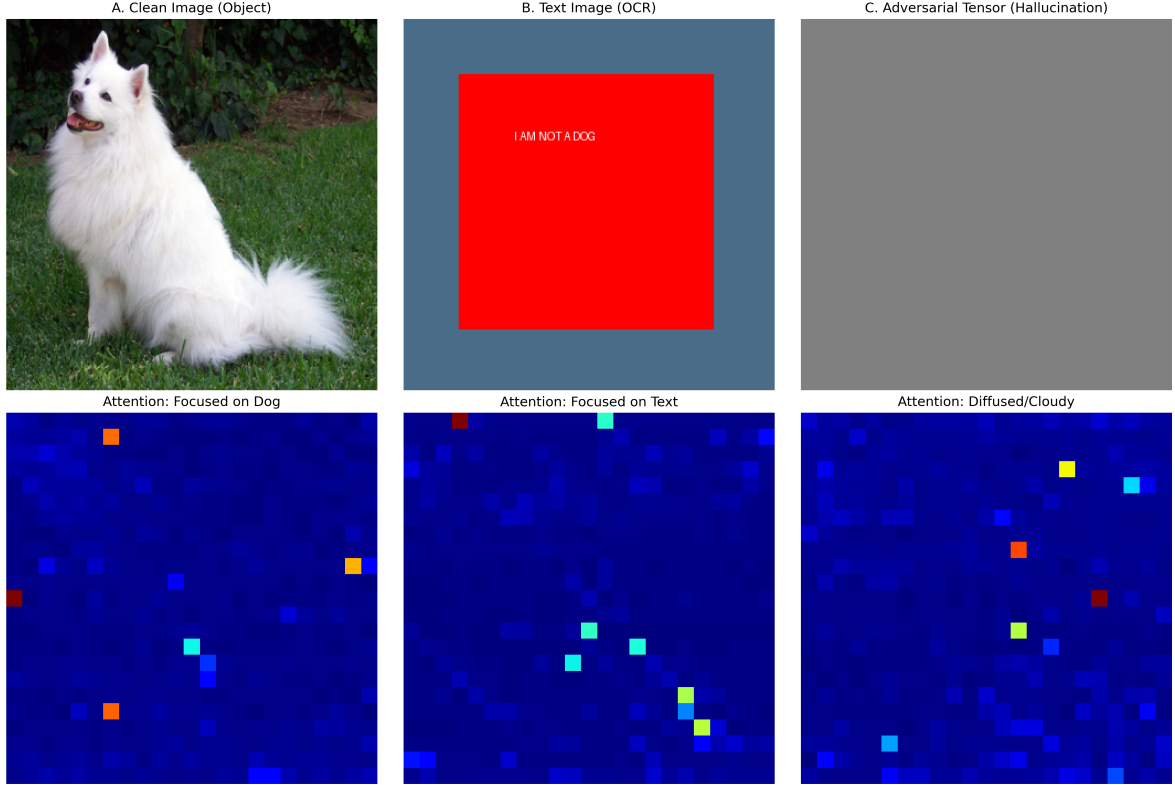 A. Clean Image (Object)
B. Text Image (OCR)
C. Adversarial Tensor (Hallucination)
I AM NOT A DOG
Attention: Focused on Dog
Attention: Focused on Text
Attention: Diffused/Cloudy